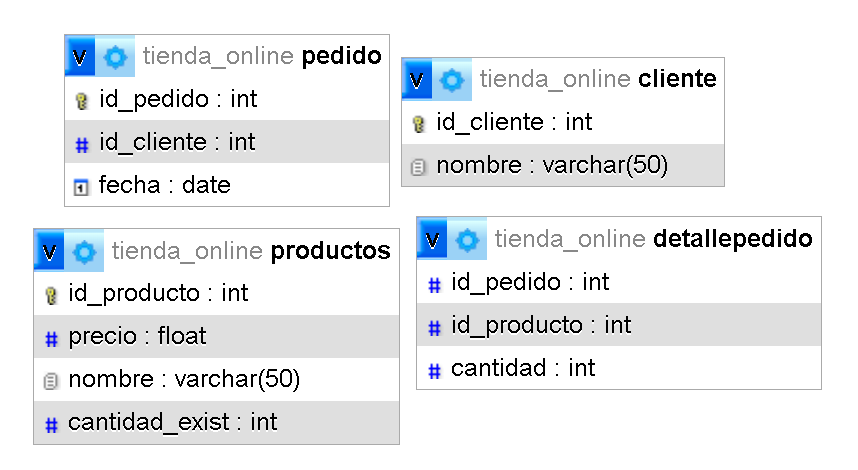 v tienda_online pedido
id_pedido : int
id_cliente : int
fecha : date
v tienda_online cliente
id_cliente : int
nombre : varchar(50)
v tienda_online productos
id_producto : int
precio : float
nombre : varchar(50)
cantidad_exist : int
v tienda_online detallepedido
id_pedido : int
id_producto : int
cantidad : int